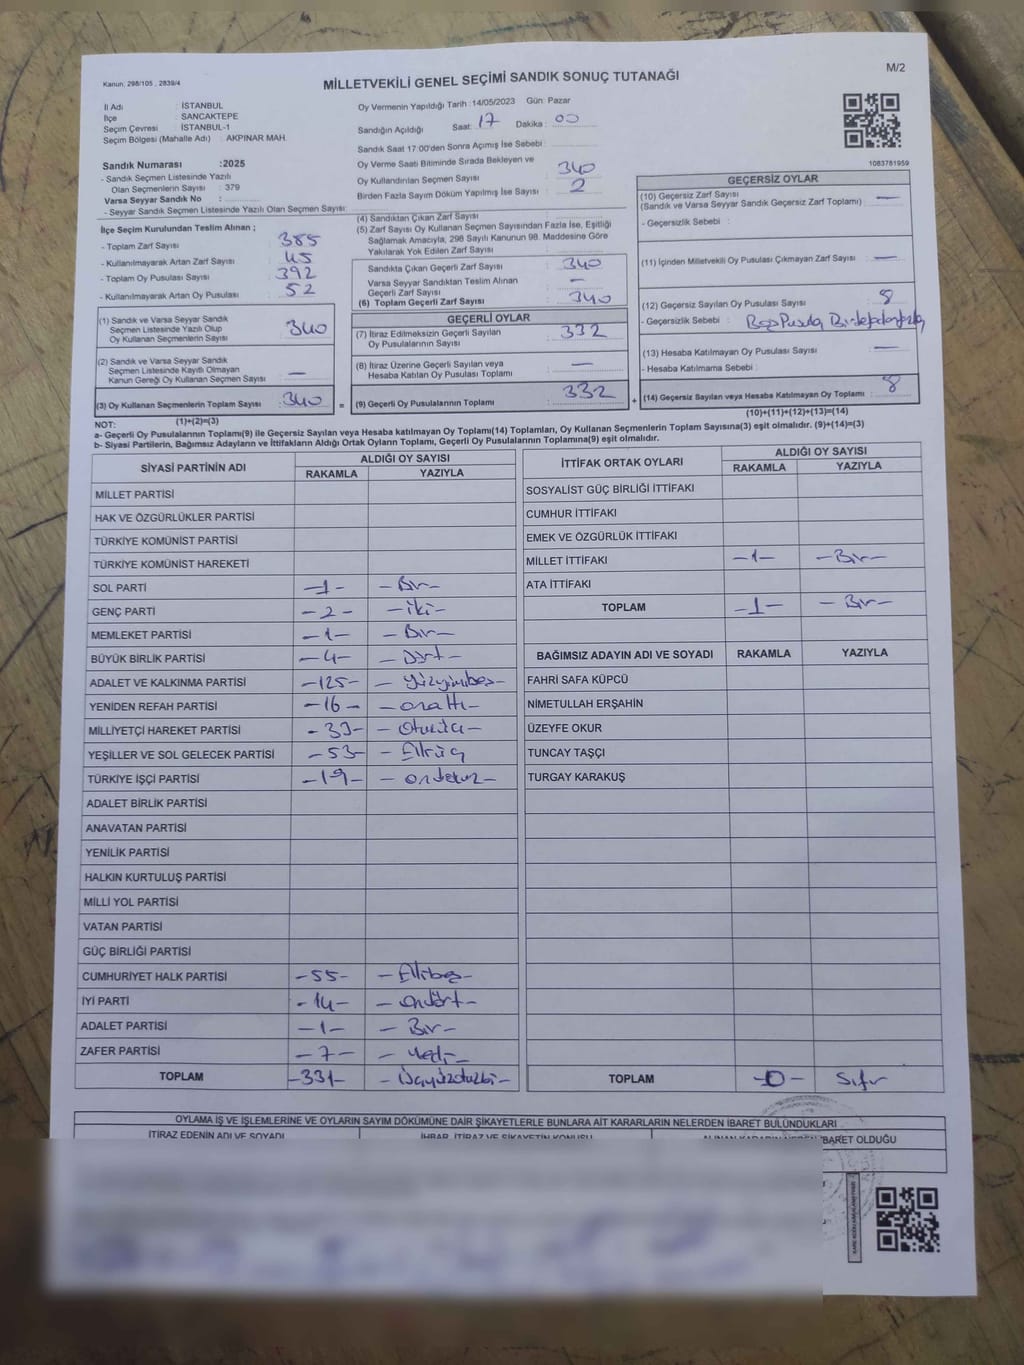 M/2
Kanun. 298/105 , 2839/4
MİLLETVEKİLİ GENEL SEÇİMİ SANDIK SONUÇ TUTANAĞI
İl Adı : İSTANBUL
İlçe : SANCAKTEPE
Seçim Çevresi : İSTANBUL-1
Seçim Bölgesi (Mahalle Adı) : AKPINAR MAH.
Sandık Numarası :2025
- Sandık Seçmen Listesinde Yazılı
Olan Seçmenlerin Sayısı : 379
Varsa Seyyar Sandık No :
- Seyyar Sandık Seçmen Listesinde Yazılı Olan Seçmen Sayısı:
Oy Vermenin Yapıldığı Tarih :14/05/2023 Gün: Pazar
Sandığın Açıldığı Saat: 17 Dakika : 00
Sandık Saat 17:00'den Sonra Açımış İse Sebebi :
Oy Verme Saati Bitiminde Sırada Bekleyen ve
Oy Kullandırılan Seçmen Sayısı : 340
Birden Fazla Sayım Döküm Yapılmış İse Sayısı : 2
1083781959
İlçe Seçim Kurulundan Teslim Alınan ;
- Toplam Zarf Sayısı : 385
- Kullanılmayarak Artan Zarf Sayısı : 45
- Toplam Oy Pusulası Sayısı : 392
- Kullanılmayarak Artan Oy Pusulası : 52
(1) Sandık ve Varsa Seyyar Sandık
Seçmen Listesinde Yazılı Olup
Oy Kullanan Seçmenlerin Sayısı : 340
(2) Sandık ve Varsa Seyyar Sandık
Seçmen Listesinde Kayıtlı Olmayan
Kanun Gereği Oy Kullanan Seçmen Sayısı : —
(3) Oy Kullanan Seçmenlerin Toplam Sayısı : 340
(1)+(2)=(3)
(4) Sandıktan Çıkan Zarf Sayısı :
(5) Zarf Sayısı Oy Kullanan Seçmen Sayısından Fazla İse, Eşitliği
Sağlamak Amacıyla, 298 Sayılı Kanunun 98. Maddesine Göre
Yakılarak Yok Edilen Zarf Sayısı
Sandıkta Çıkan Geçerli Zarf Sayısı : 340
Varsa Seyyar Sandıktan Teslim Alınan
Geçerli Zarf Sayısı : —
(6) Toplam Geçerli Zarf Sayısı : 340
GEÇERLİ OYLAR
(7) İtiraz Edilmeksizin Geçerli Sayılan
Oy Pusulalarının Sayısı : 332
(8) İtiraz Üzerine Geçerli Sayılan veya
Hesaba Katılan Oy Pusulası Toplamı : —
= (9) Geçerli Oy Pusulalarının Toplamı : 332 +
GEÇERSİZ OYLAR
(10) Geçersiz Zarf Sayısı
(Sandık ve Varsa Seyyar Sandık Geçersiz Zarf Toplamı) : —
- Geçersizlik Sebebi :
(11) İçinden Milletvekili Oy Pusulası Çıkmayan Zarf Sayısı : —
(12) Geçersiz Sayılan Oy Pusulası Sayısı : 8
- Geçersizlik Sebebi :
(13) Hesaba Katılmayan Oy Pusulası Sayısı : —
- Hesaba Katılmama Sebebi :
(14) Geçersiz Sayılan veya Hesaba Katılmayan Oy Toplamı : 8
(10)+(11)+(12)+(13)=(14)
NOT:
a- Geçerli Oy Pusulalarının Toplamı(9) ile Geçersiz Sayılan veya Hesaba katılmayan Oy Toplamı(14) Toplamları, Oy Kullanan Seçmenlerin Toplam Sayısına(3) eşit olmalıdır. (9)+(14)=(3)
b- Siyasi Partilerin, Bağımsız Adayların ve İttifakların Aldığı Ortak Oyların Toplamı, Geçerli Oy Pusulalarının Toplamına(9) eşit olmalıdır.
SİYASİ PARTİNİN ADI ALDIĞI OY SAYISI
RAKAMLA YAZIYLA
MİLLET PARTİSİ
HAK VE ÖZGÜRLÜKLER PARTİSİ
TÜRKİYE KOMÜNİST PARTİSİ
TÜRKİYE KOMÜNİST HAREKETİ
SOL PARTİ -1- -Bir-
GENÇ PARTİ -2- -iki-
MEMLEKET PARTİSİ -1- -Bir-
BÜYÜK BİRLİK PARTİSİ -4- -Dört-
ADALET VE KALKINMA PARTİSİ -125- -yüzyirmibeş-
YENİDEN REFAH PARTİSİ -16- -onaltı-
MİLLİYETÇİ HAREKET PARTİSİ -33-
YEŞİLLER VE SOL GELECEK PARTİSİ -53- -Elliüç
TÜRKİYE İŞÇİ PARTİSİ -19- -ondokuz-
ADALET BİRLİK PARTİSİ
ANAVATAN PARTİSİ
YENİLİK PARTİSİ
HALKIN KURTULUŞ PARTİSİ
MİLLİ YOL PARTİSİ
VATAN PARTİSİ
GÜÇ BİRLİĞİ PARTİSİ
CUMHURİYET HALK PARTİSİ -55- -Ellibeş-
İYİ PARTİ -14- -ondört-
ADALET PARTİSİ -1- -Bir-
ZAFER PARTİSİ -7- -Yedi-
TOPLAM -331- -Üçyüzotuzbir-
İTTİFAK ORTAK OYLARI ALDIĞI OY SAYISI
RAKAMLA YAZIYLA
SOSYALİST GÜÇ BİRLİĞİ İTTİFAKI
CUMHUR İTTİFAKI
EMEK VE ÖZGÜRLÜK İTTİFAKI
MİLLET İTTİFAKI -1- -Bir-
ATA İTTİFAKI
TOPLAM -1- -Bir-
BAĞIMSIZ ADAYIN ADI VE SOYADI RAKAMLA YAZIYLA
FAHRİ SAFA KÜPCÜ
NİMETULLAH ERŞAHİN
ÜZEYFE OKUR
TUNCAY TAŞÇI
TURGAY KARAKUŞ
TOPLAM -0- Sıfır
OYLAMA İŞ VE İŞLEMLERİNE VE OYLARIN SAYIM DÖKÜMÜNE DAİR ŞİKAYETLERLE BUNLARA AİT KARARLARIN NELERDEN İBARET BULUNDUKLARI
İTİRAZ EDENİN ADI VE SOYADI İHBAR, İTİRAZ VE ŞİKAYETİN KONUSU ALINAN KARARIN NEDEN İBARET OLDUĞU